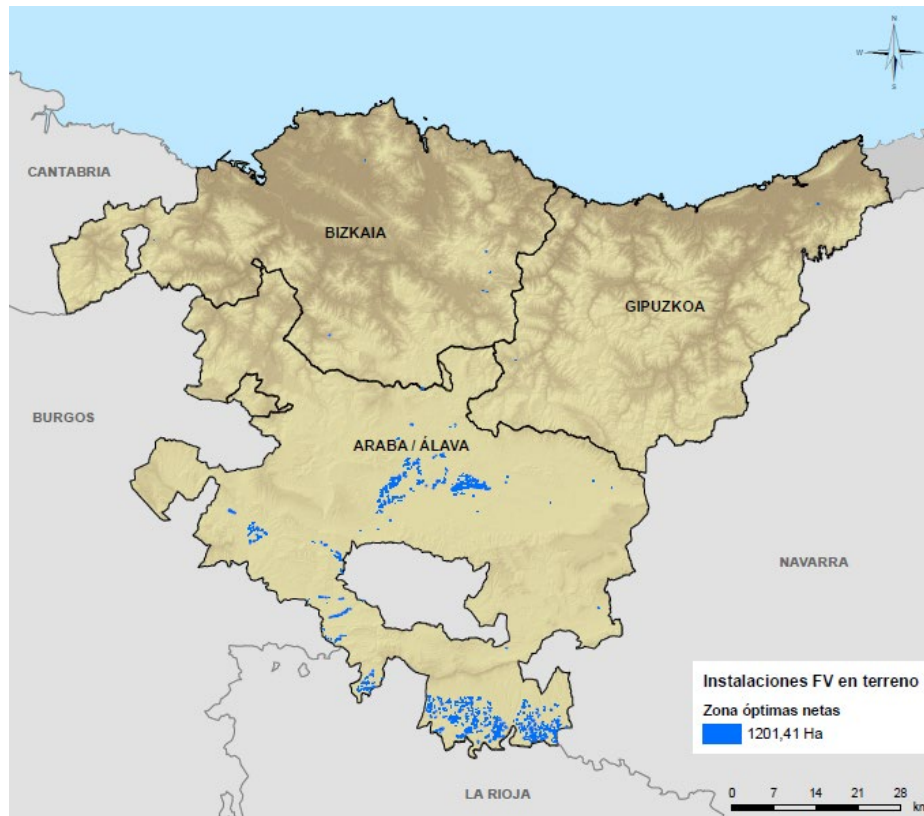 N
W
E
S
CANTABRIA
BIZKAIA
GIPUZKOA
BURGOS
ARABA / ÁLAVA
NAVARRA
Instalaciones FV en terreno
Zona óptimas netas
1201,41 Ha
0 7 14 21 28
km
LA RIOJA